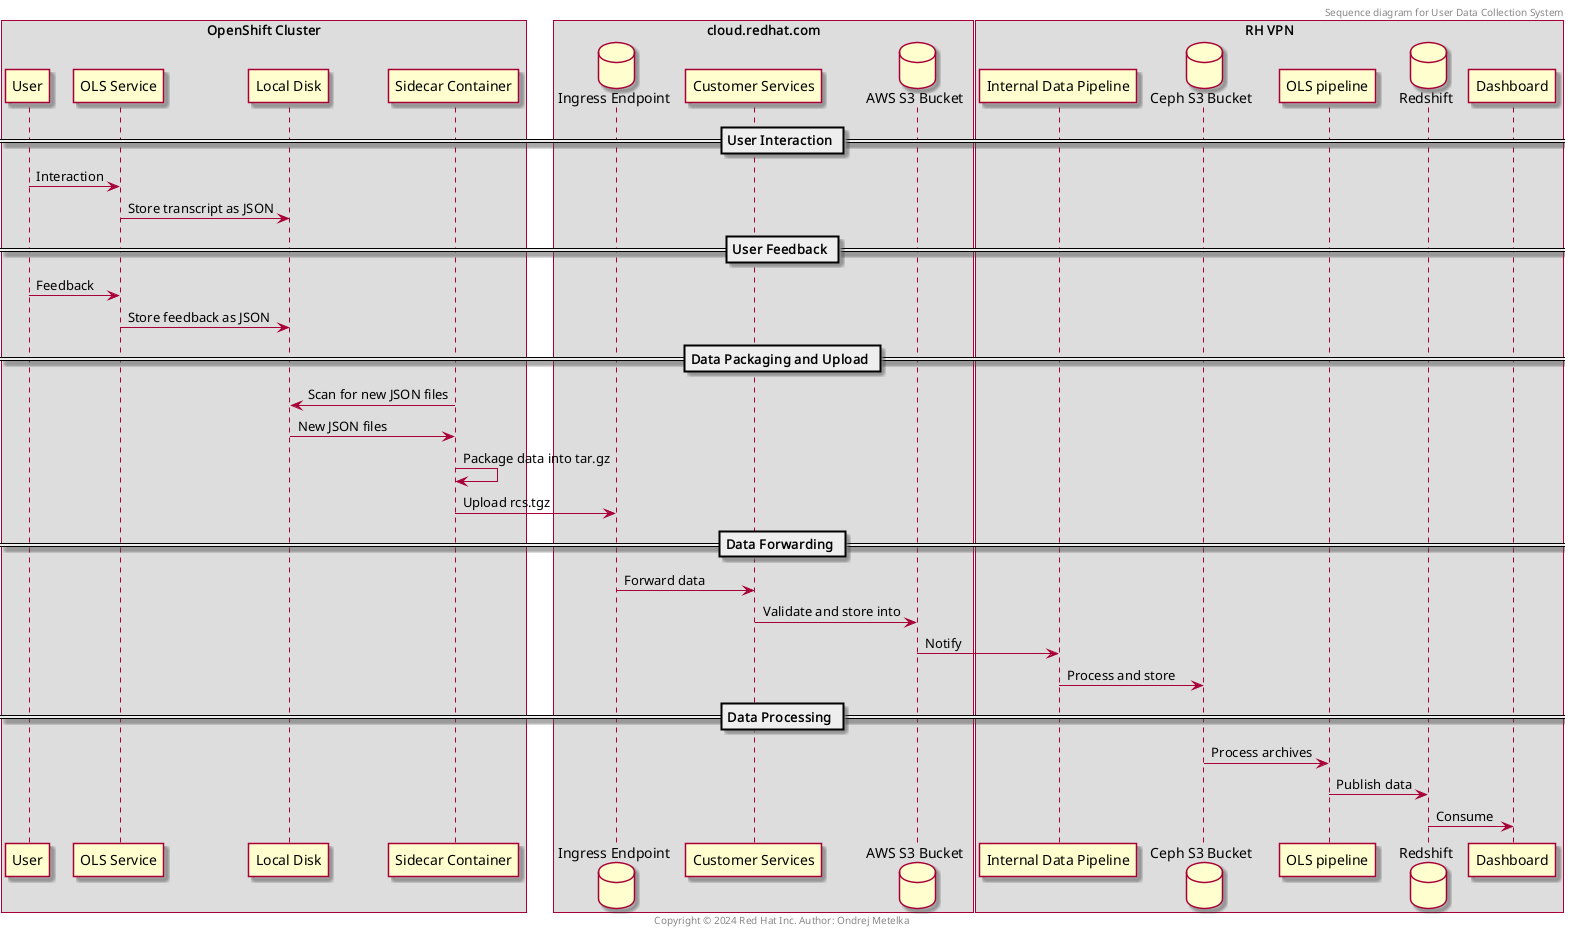 Sequence diagram for User Data Collection System
OpenShift Cluster
cloud.redhat.com
RH VPN
User
OLS Service
Local Disk
Sidecar Container
Ingress Endpoint
Customer Services
AWS S3 Bucket
Internal Data Pipeline
Ceph S3 Bucket
OLS pipeline
Redshift
Dashboard
User Interaction
Interaction
Store transcript as JSON
User Feedback
Feedback
Store feedback as JSON
Data Packaging and Upload
Scan for new JSON files
New JSON files
Package data into tar.gz
Upload rcs.tgz
Data Forwarding
Forward data
Validate and store into
Notify
Process and store
Data Processing
Process archives
Publish data
Consume
User
OLS Service
Local Disk
Sidecar Container
Ingress Endpoint
Customer Services
AWS S3 Bucket
Internal Data Pipeline
Ceph S3 Bucket
OLS pipeline
Redshift
Dashboard
Copyright © 2024 Red Hat Inc. Author: Ondrej Metelka